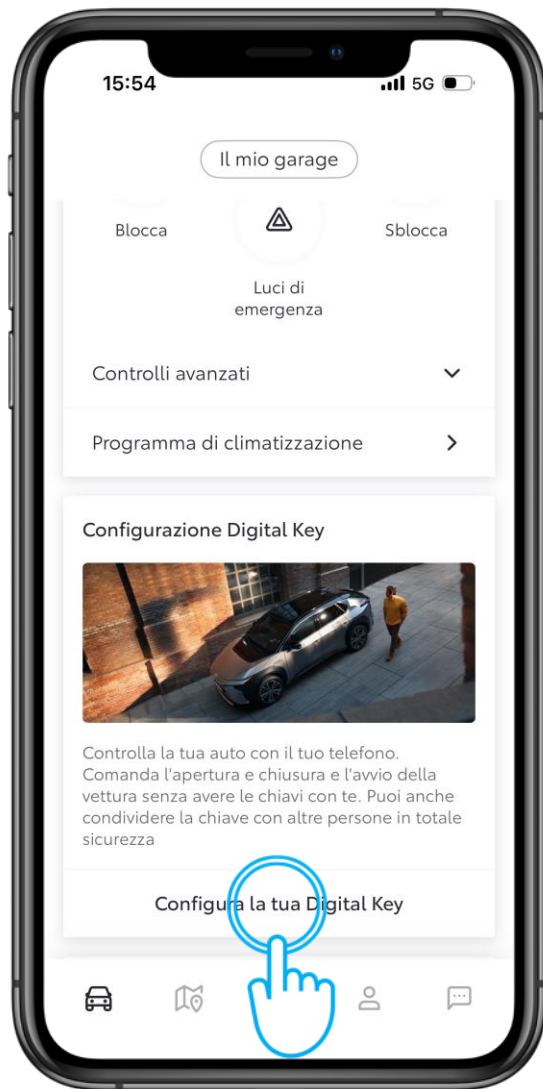 15:54
5G
Il mio garage
Blocca
Sblocca
Luci di
emergenza
Controlli avanzati
Programma di climatizzazione
Configurazione Digital Key
Controlla la tua auto con il tuo telefono.
Comanda l'apertura e chiusura e l'avvio della
vettura senza avere le chiavi con te. Puoi anche
condividere la chiave con altre persone in totale
sicurezza
Configura la tua Digital Key